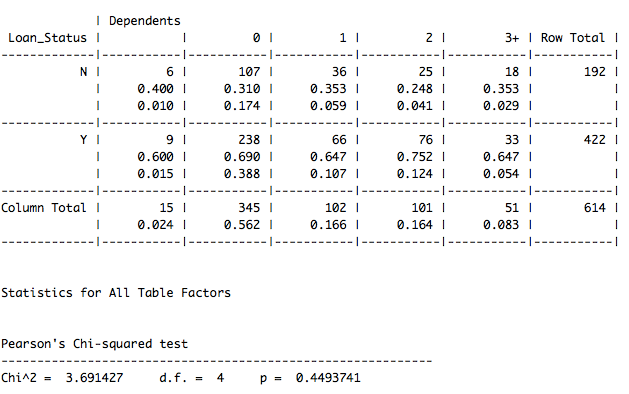 | Dependents
 Loan_Status |           |         0 |         1 |         2 |        3+ | Row Total |
-------------|-----------|-----------|-----------|-----------|-----------|-----------|
           N |         6 |       107 |        36 |        25 |        18 |       192 |
             |     0.400 |     0.310 |     0.353 |     0.248 |     0.353 |           |
             |     0.010 |     0.174 |     0.059 |     0.041 |     0.029 |           |
-------------|-----------|-----------|-----------|-----------|-----------|-----------|
           Y |         9 |       238 |        66 |        76 |        33 |       422 |
             |     0.600 |     0.690 |     0.647 |     0.752 |     0.647 |           |
             |     0.015 |     0.388 |     0.107 |     0.124 |     0.054 |           |
-------------|-----------|-----------|-----------|-----------|-----------|-----------|
Column Total |        15 |       345 |       102 |       101 |        51 |       614 |
             |     0.024 |     0.562 |     0.166 |     0.164 |     0.083 |           |
-------------|-----------|-----------|-----------|-----------|-----------|-----------|
Statistics for All Table Factors
Pearson's Chi-squared test
------------------------------------------------------------
Chi^2 =  3.691427     d.f. =  4     p =  0.4493741